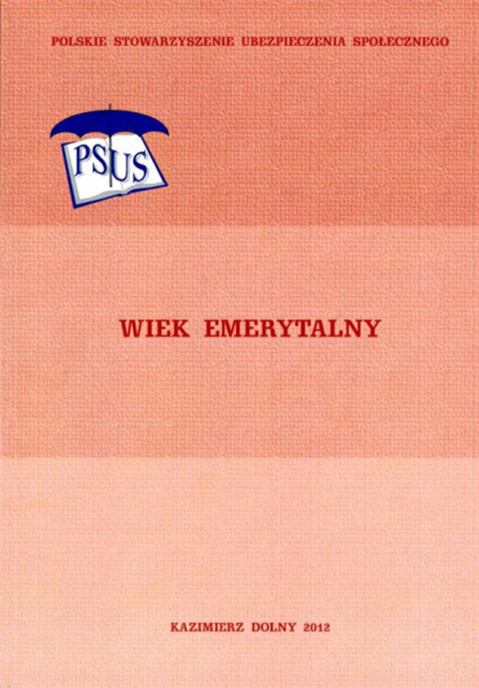 POLSKIE STOWARZYSZENIE UBEZPIECZENIA SPOŁECZNEGO
PSUS
WIEK EMERYTALNY
KAZIMIERZ DOLNY 2012